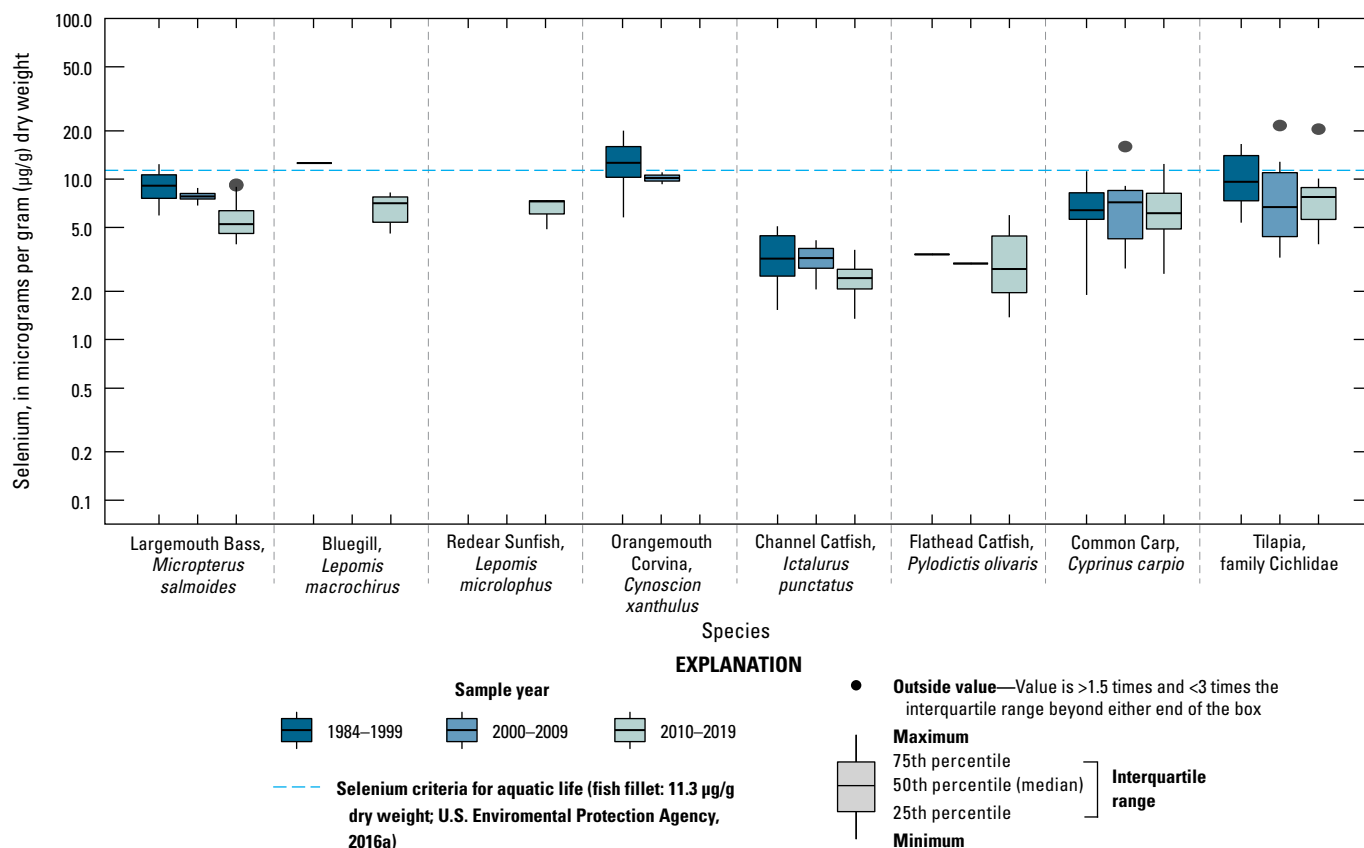 Selenium, in micrograms per gram (µg/g) dry weight
100.0
50.0
20.0
10.0
5.0
2.0
1.0
0.5
0.2
0.1
Largemouth Bass,
Micropterus
salmoides
Bluegill,
Lepomis
macrochirus
Redear Sunfish,
Lepomis
microlophus
Orangemouth
Corvina,
Cynoscion
xanthulus
Channel Catfish,
Ictalurus
punctatus
Flathead Catfish,
Pylodictis olivaris
Common Carp,
Cyprinus carpio
Tilapia,
family Cichlidae
Species
EXPLANATION
Sample year
1984–1999
2000–2009
2010–2019
Selenium criteria for aquatic life (fish fillet: 11.3 µg/g
dry weight; U.S. Enviromental Protection Agency,
2016a)
Outside value—Value is >1.5 times and <3 times the
interquartile range beyond either end of the box
Maximum
75th percentile
50th percentile (median)
25th percentile
Minimum
Interquartile
range